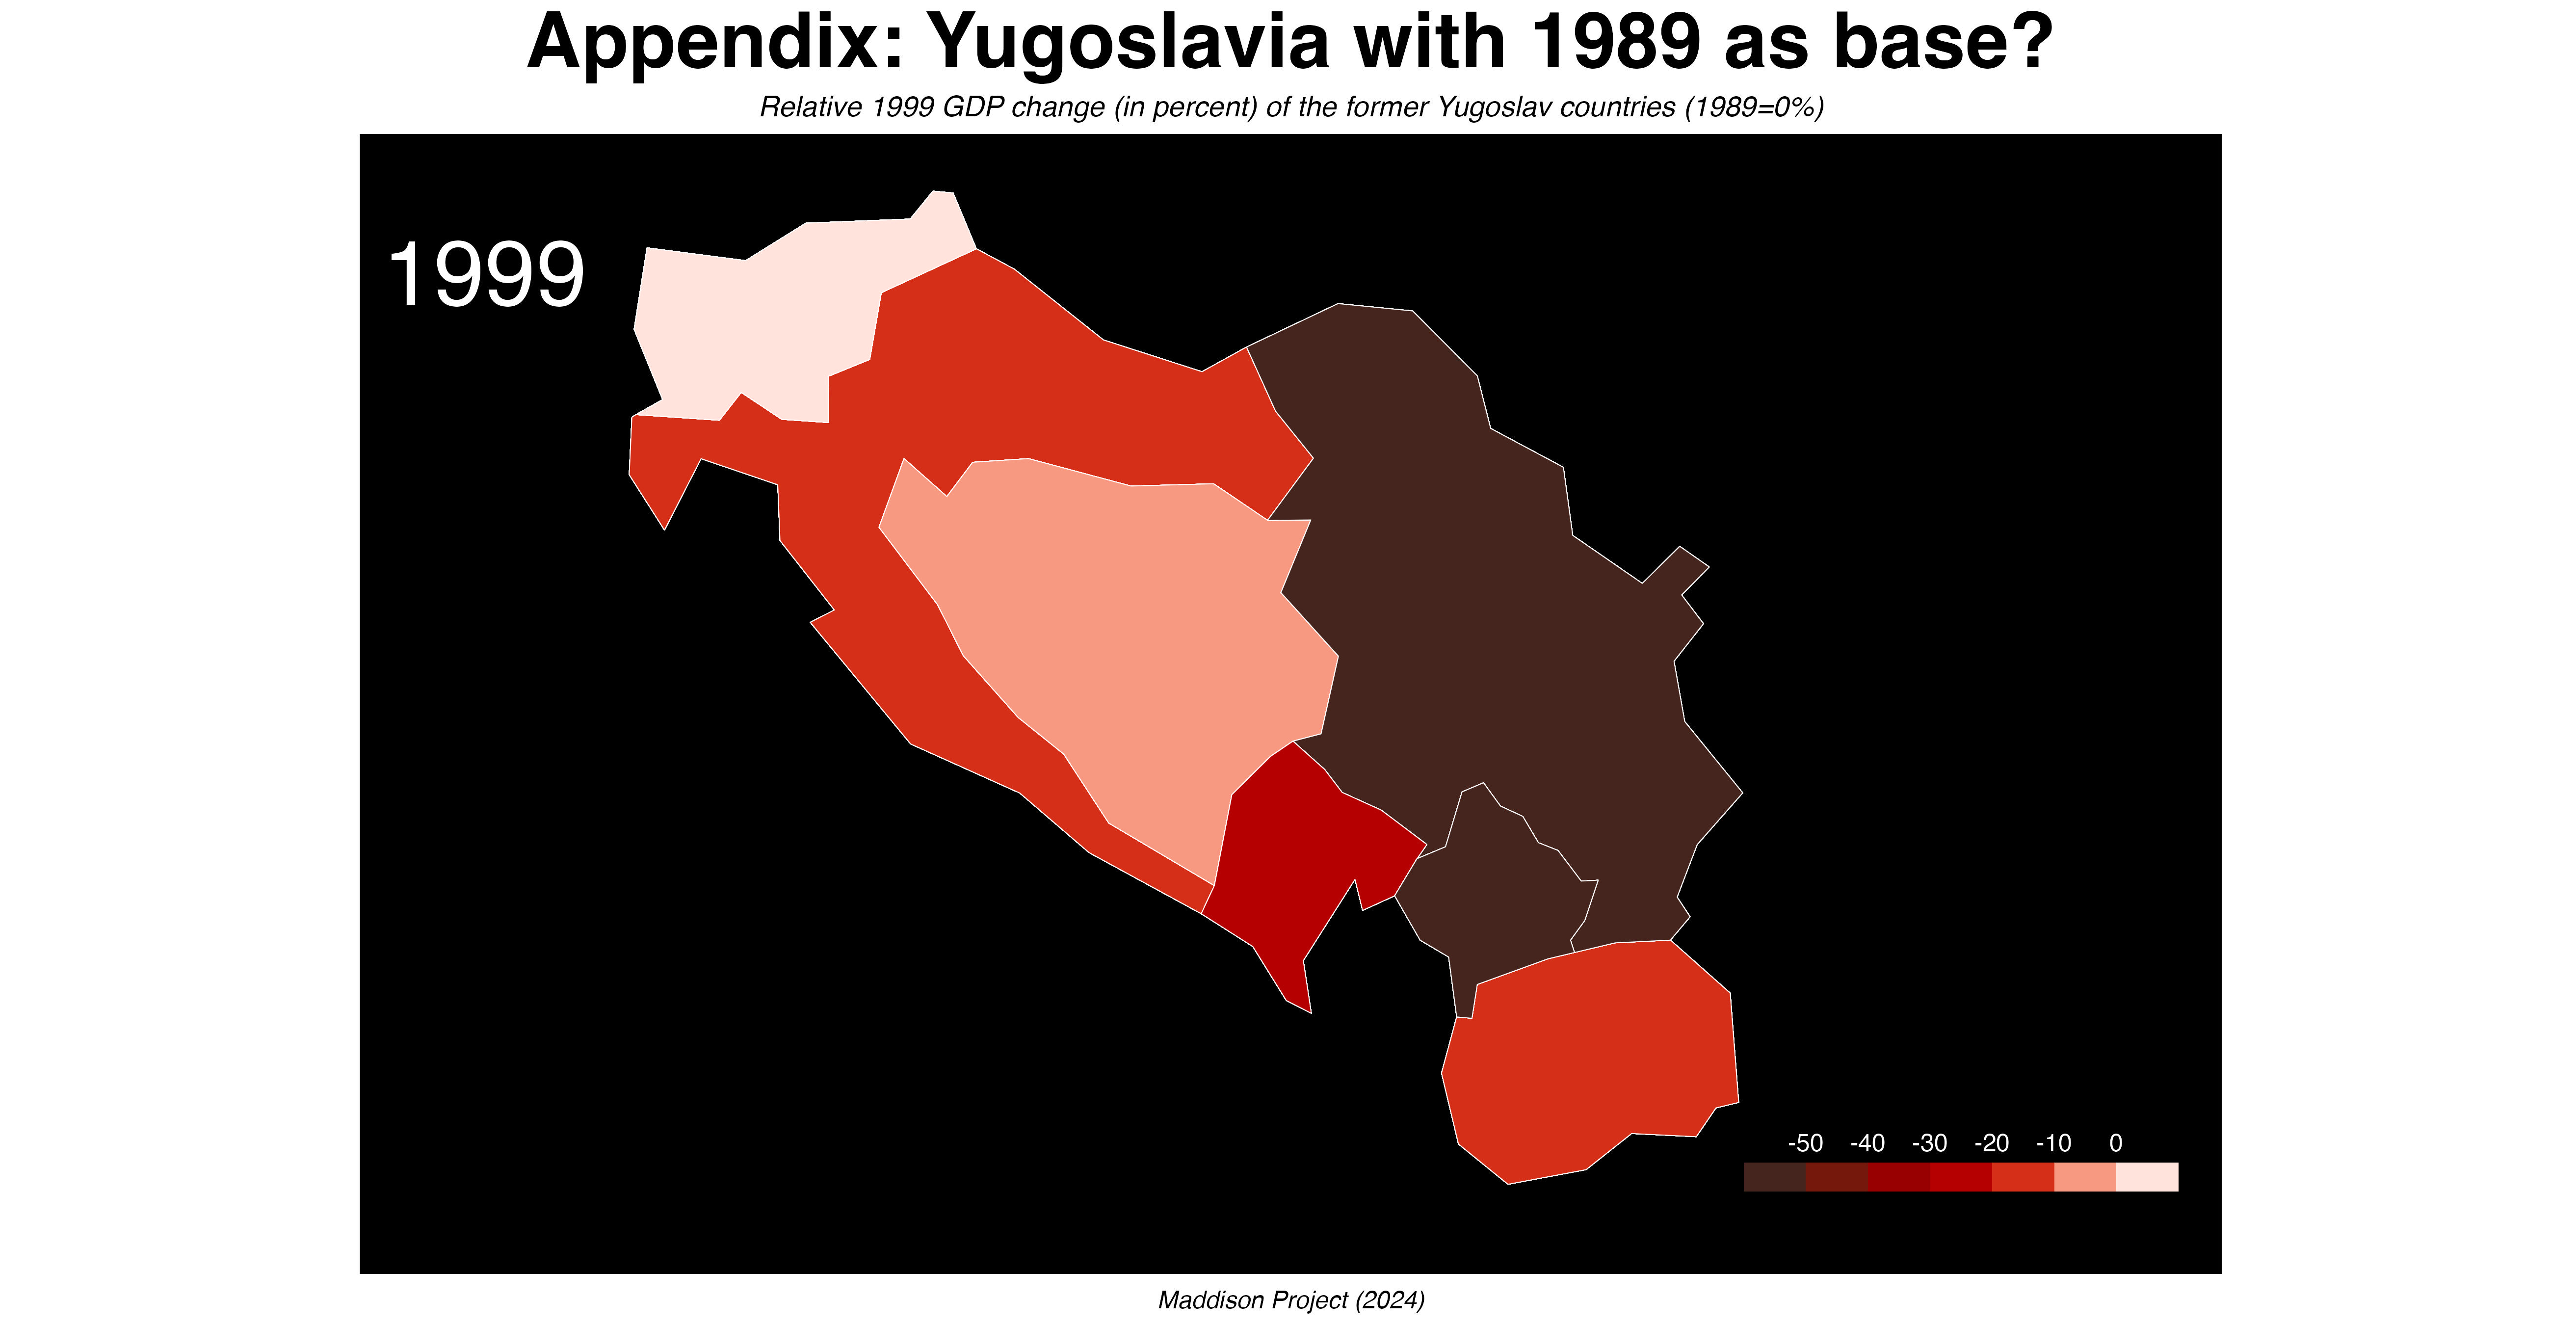 Appendix: Yugoslavia with 1989 as base?
Relative 1999 GDP change (in percent) of the former Yugoslav countries (1989=0%)
1999
-50 -40 -30 -20 -10 0
Maddison Project (2024)